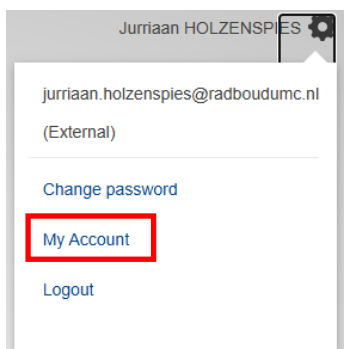 Jurriaan HOLZENSPIES
jurriaan.holzenspies@radboudumc.nl
(External)
Change password
My Account
Logout